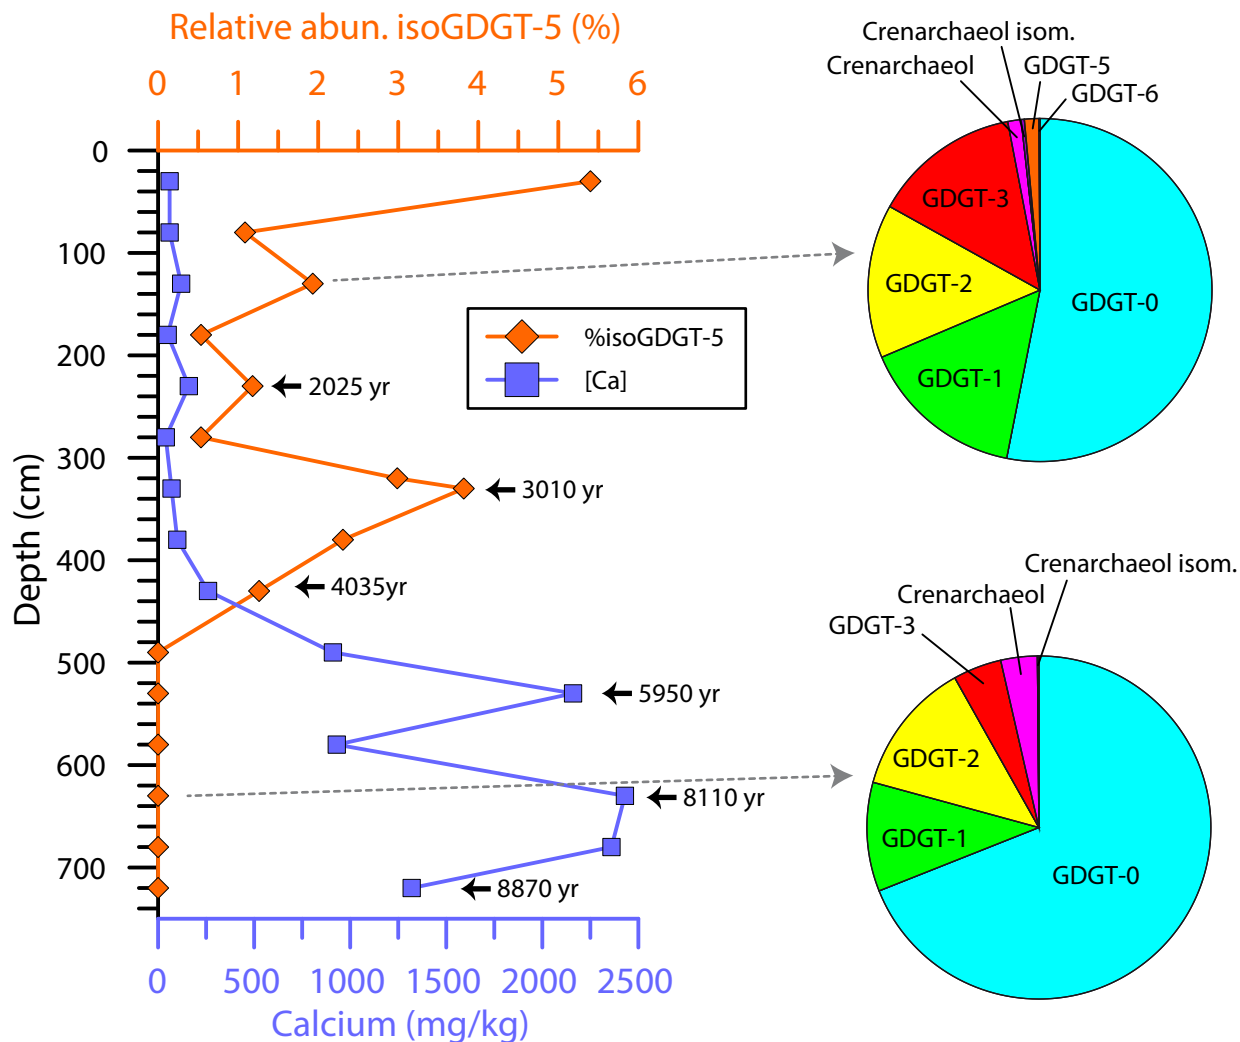 Relative abun. isoGDGT-5 (%)
0 1 2 3 4 5 6
Depth (cm)
0
100
200
300
400
500
600
700
%isoGDGT-5
[Ca]
2025 yr
3010 yr
4035yr
5950 yr
8110 yr
8870 yr
0 500 1000 1500 2000 2500
Calcium (mg/kg)
Crenarchaeol isom.
Crenarchaeol
GDGT-5
GDGT-6
GDGT-3
GDGT-2
GDGT-0
GDGT-1
Crenarchaeol isom.
Crenarchaeol
GDGT-3
GDGT-2
GDGT-1
GDGT-0